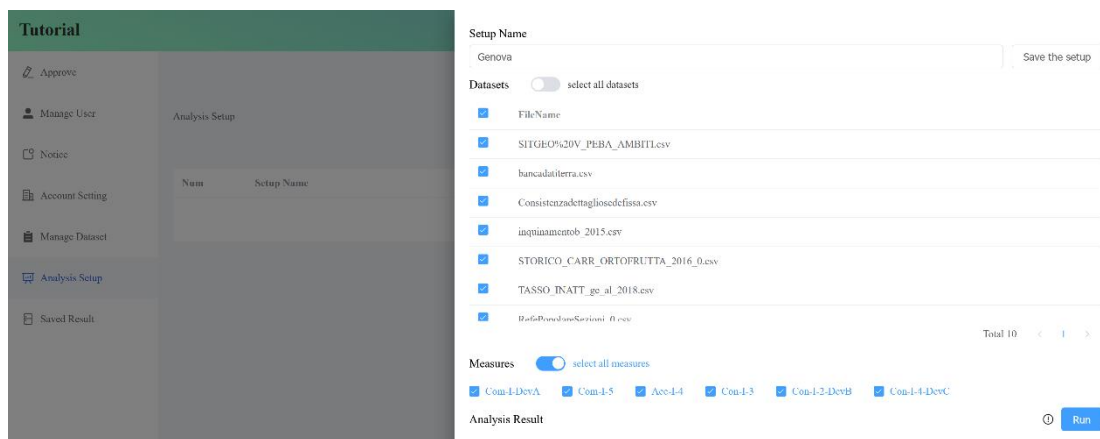 Tutorial
Approve
Manage User
Notice
Account Setting
Manage Dataset
Analysis Setup
Saved Result
Analysis Setup
Num Setup Name
Setup Name
Genova Save the setup
Datasets select all datasets
FileName
SITGEO%20V_PEBA_AMBITI.csv
bancadatiterra.csv
Consistenzadettagliosedefissa.csv
inquinamentob_2015.csv
STORICO_CARR_ORTOFRUTTA_2016_0.csv
TASSO_INATT_ge_al_2018.csv
RefePopolareSezioni_0.csv
Total 10 < 1 >
Measures select all measures
Com-I-DevA Com-I-5 Acc-I-4 Con-I-3 Con-I-2-DevB Con-I-4-DevC
Analysis Result Run